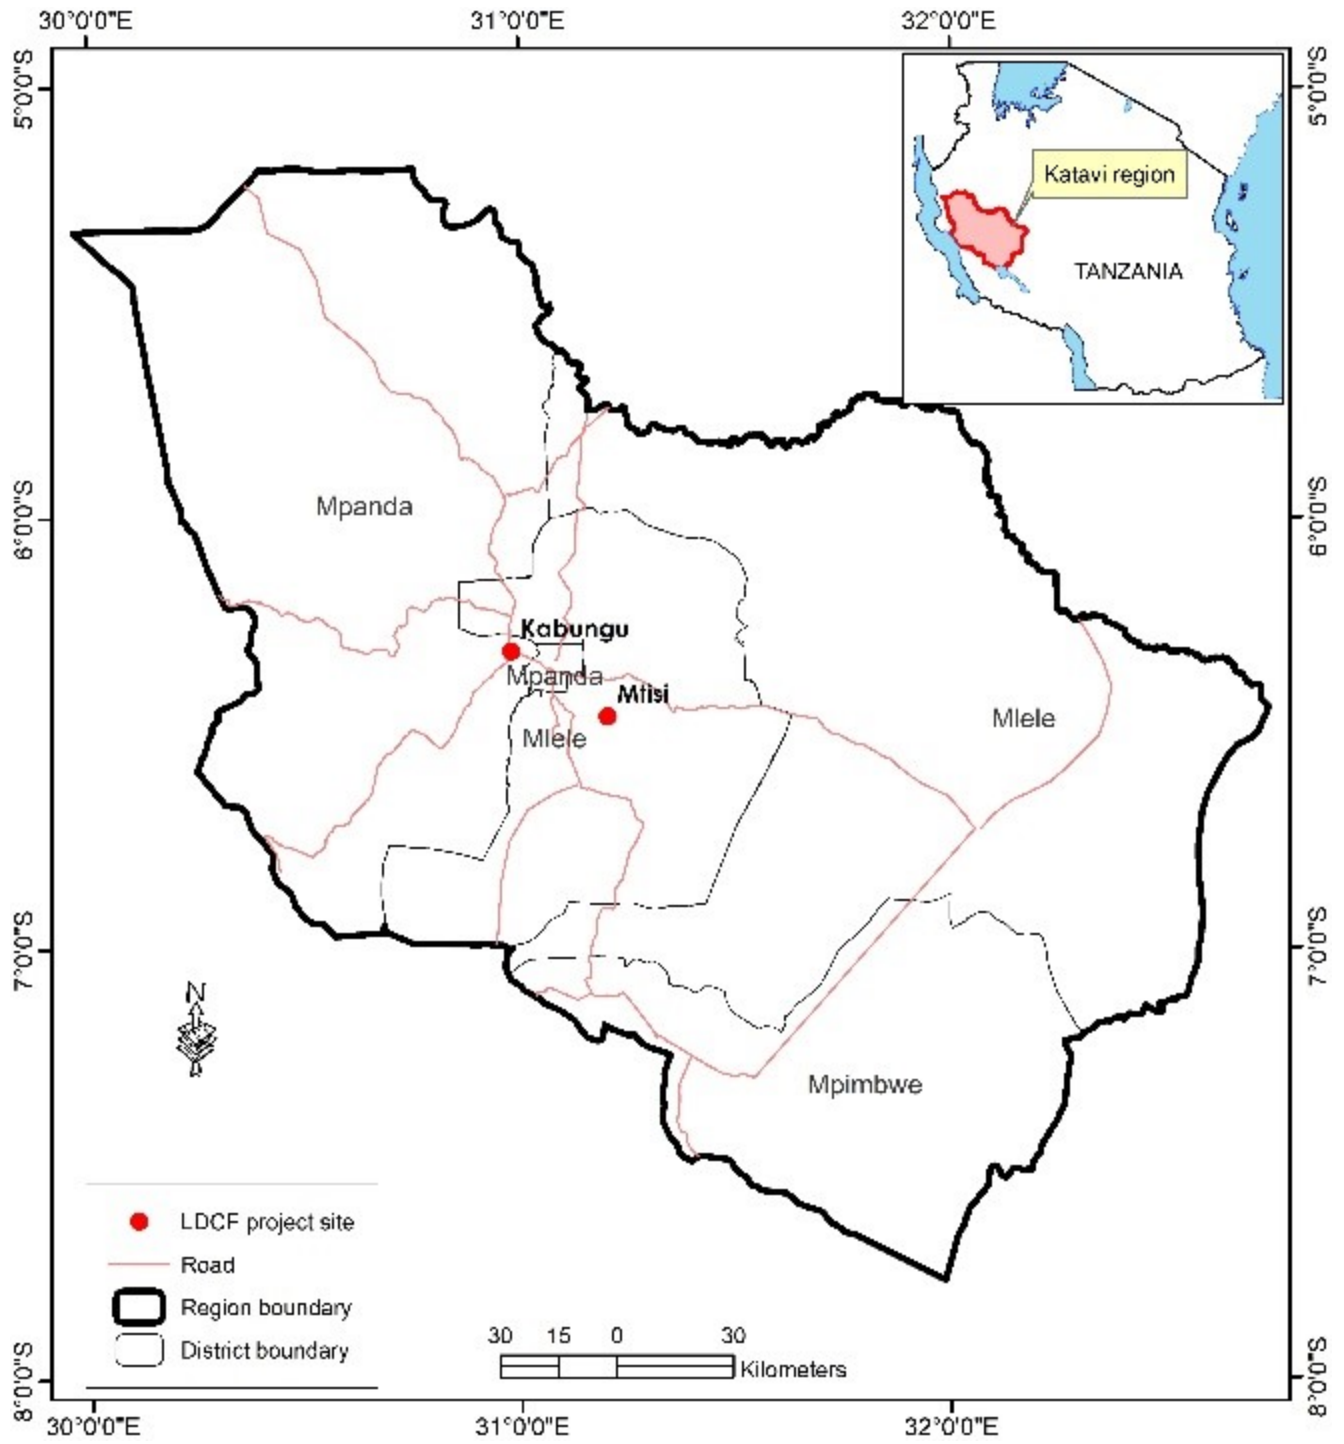 30°0'0"E 31°0'0"E 32°0'0"E
5°0'0"S
5°0'0"S
Katavi region
TANZANIA
Mpanda
6°0'0"S
6°0'0"S
Kabungu
Mpanda
Mtisi
Mlele
Mlele
7°0'0"S
7°0'0"S
N
Mpimbwe
LDCF project site
Road
Region boundary
District boundary
30 15 0 30
Kilometers
8°0'0"S
8°0'0"S
30°0'0"E 31°0'0"E 32°0'0"E